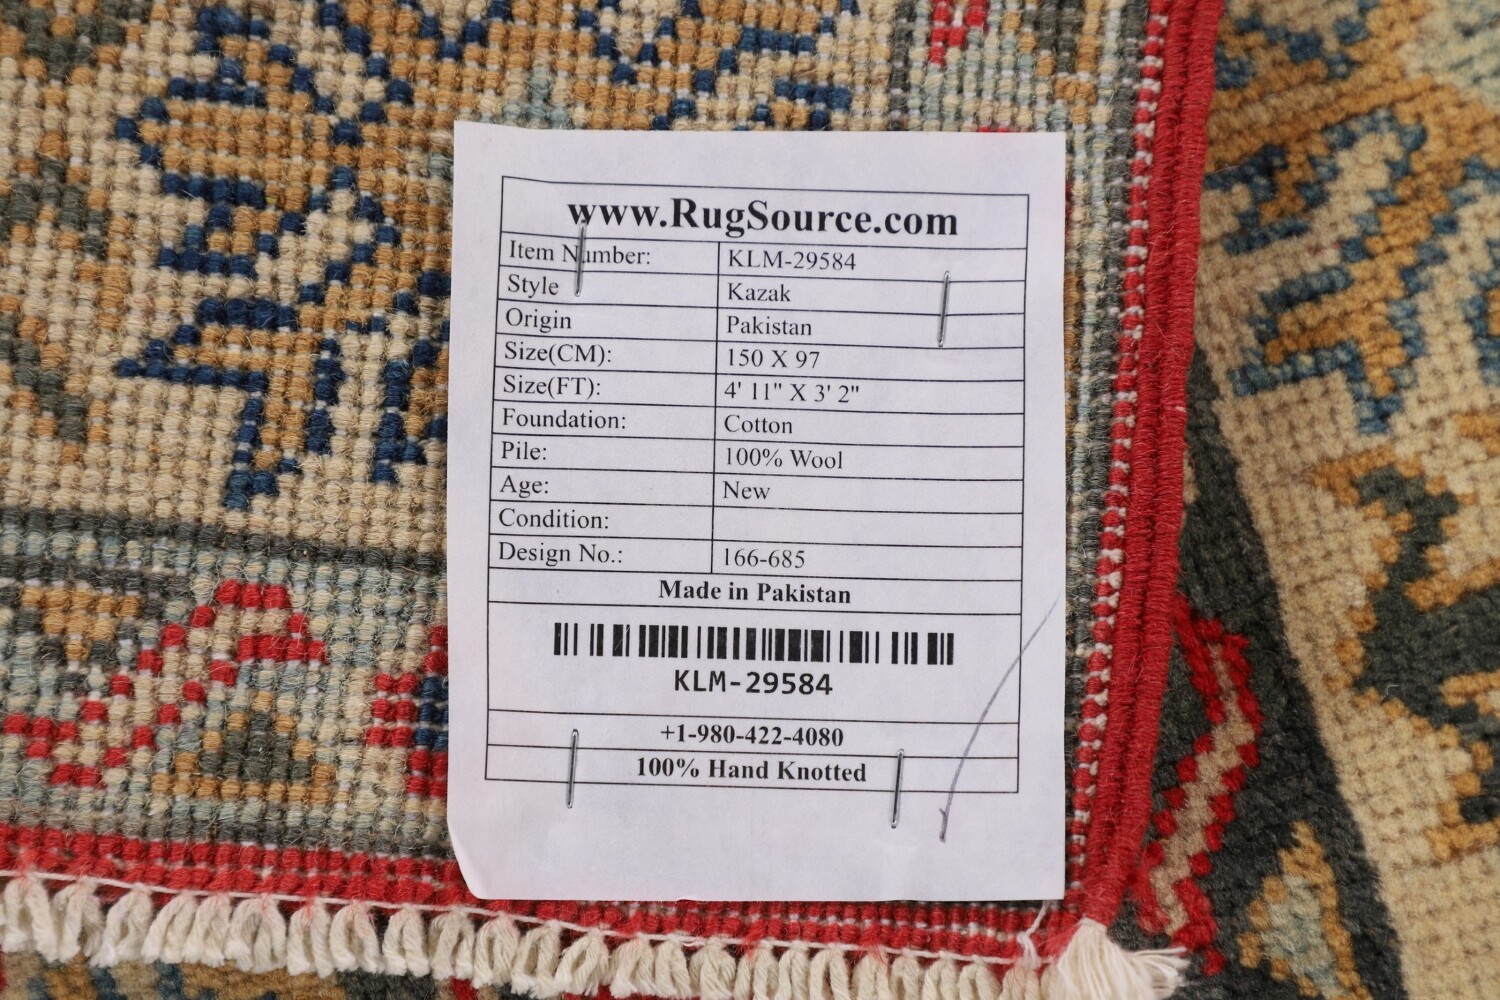 www.RugSource.com
Item Number: KLM-29584
Style Kazak
Origin Pakistan
Size(CM): 150 X 97
Size(FT): 4' 11" X 3' 2"
Foundation: Cotton
Pile: 100% Wool
Age: New
Condition:
Design No.: 166-685
Made in Pakistan
KLM-29584
+1-980-422-4080
100% Hand Knotted